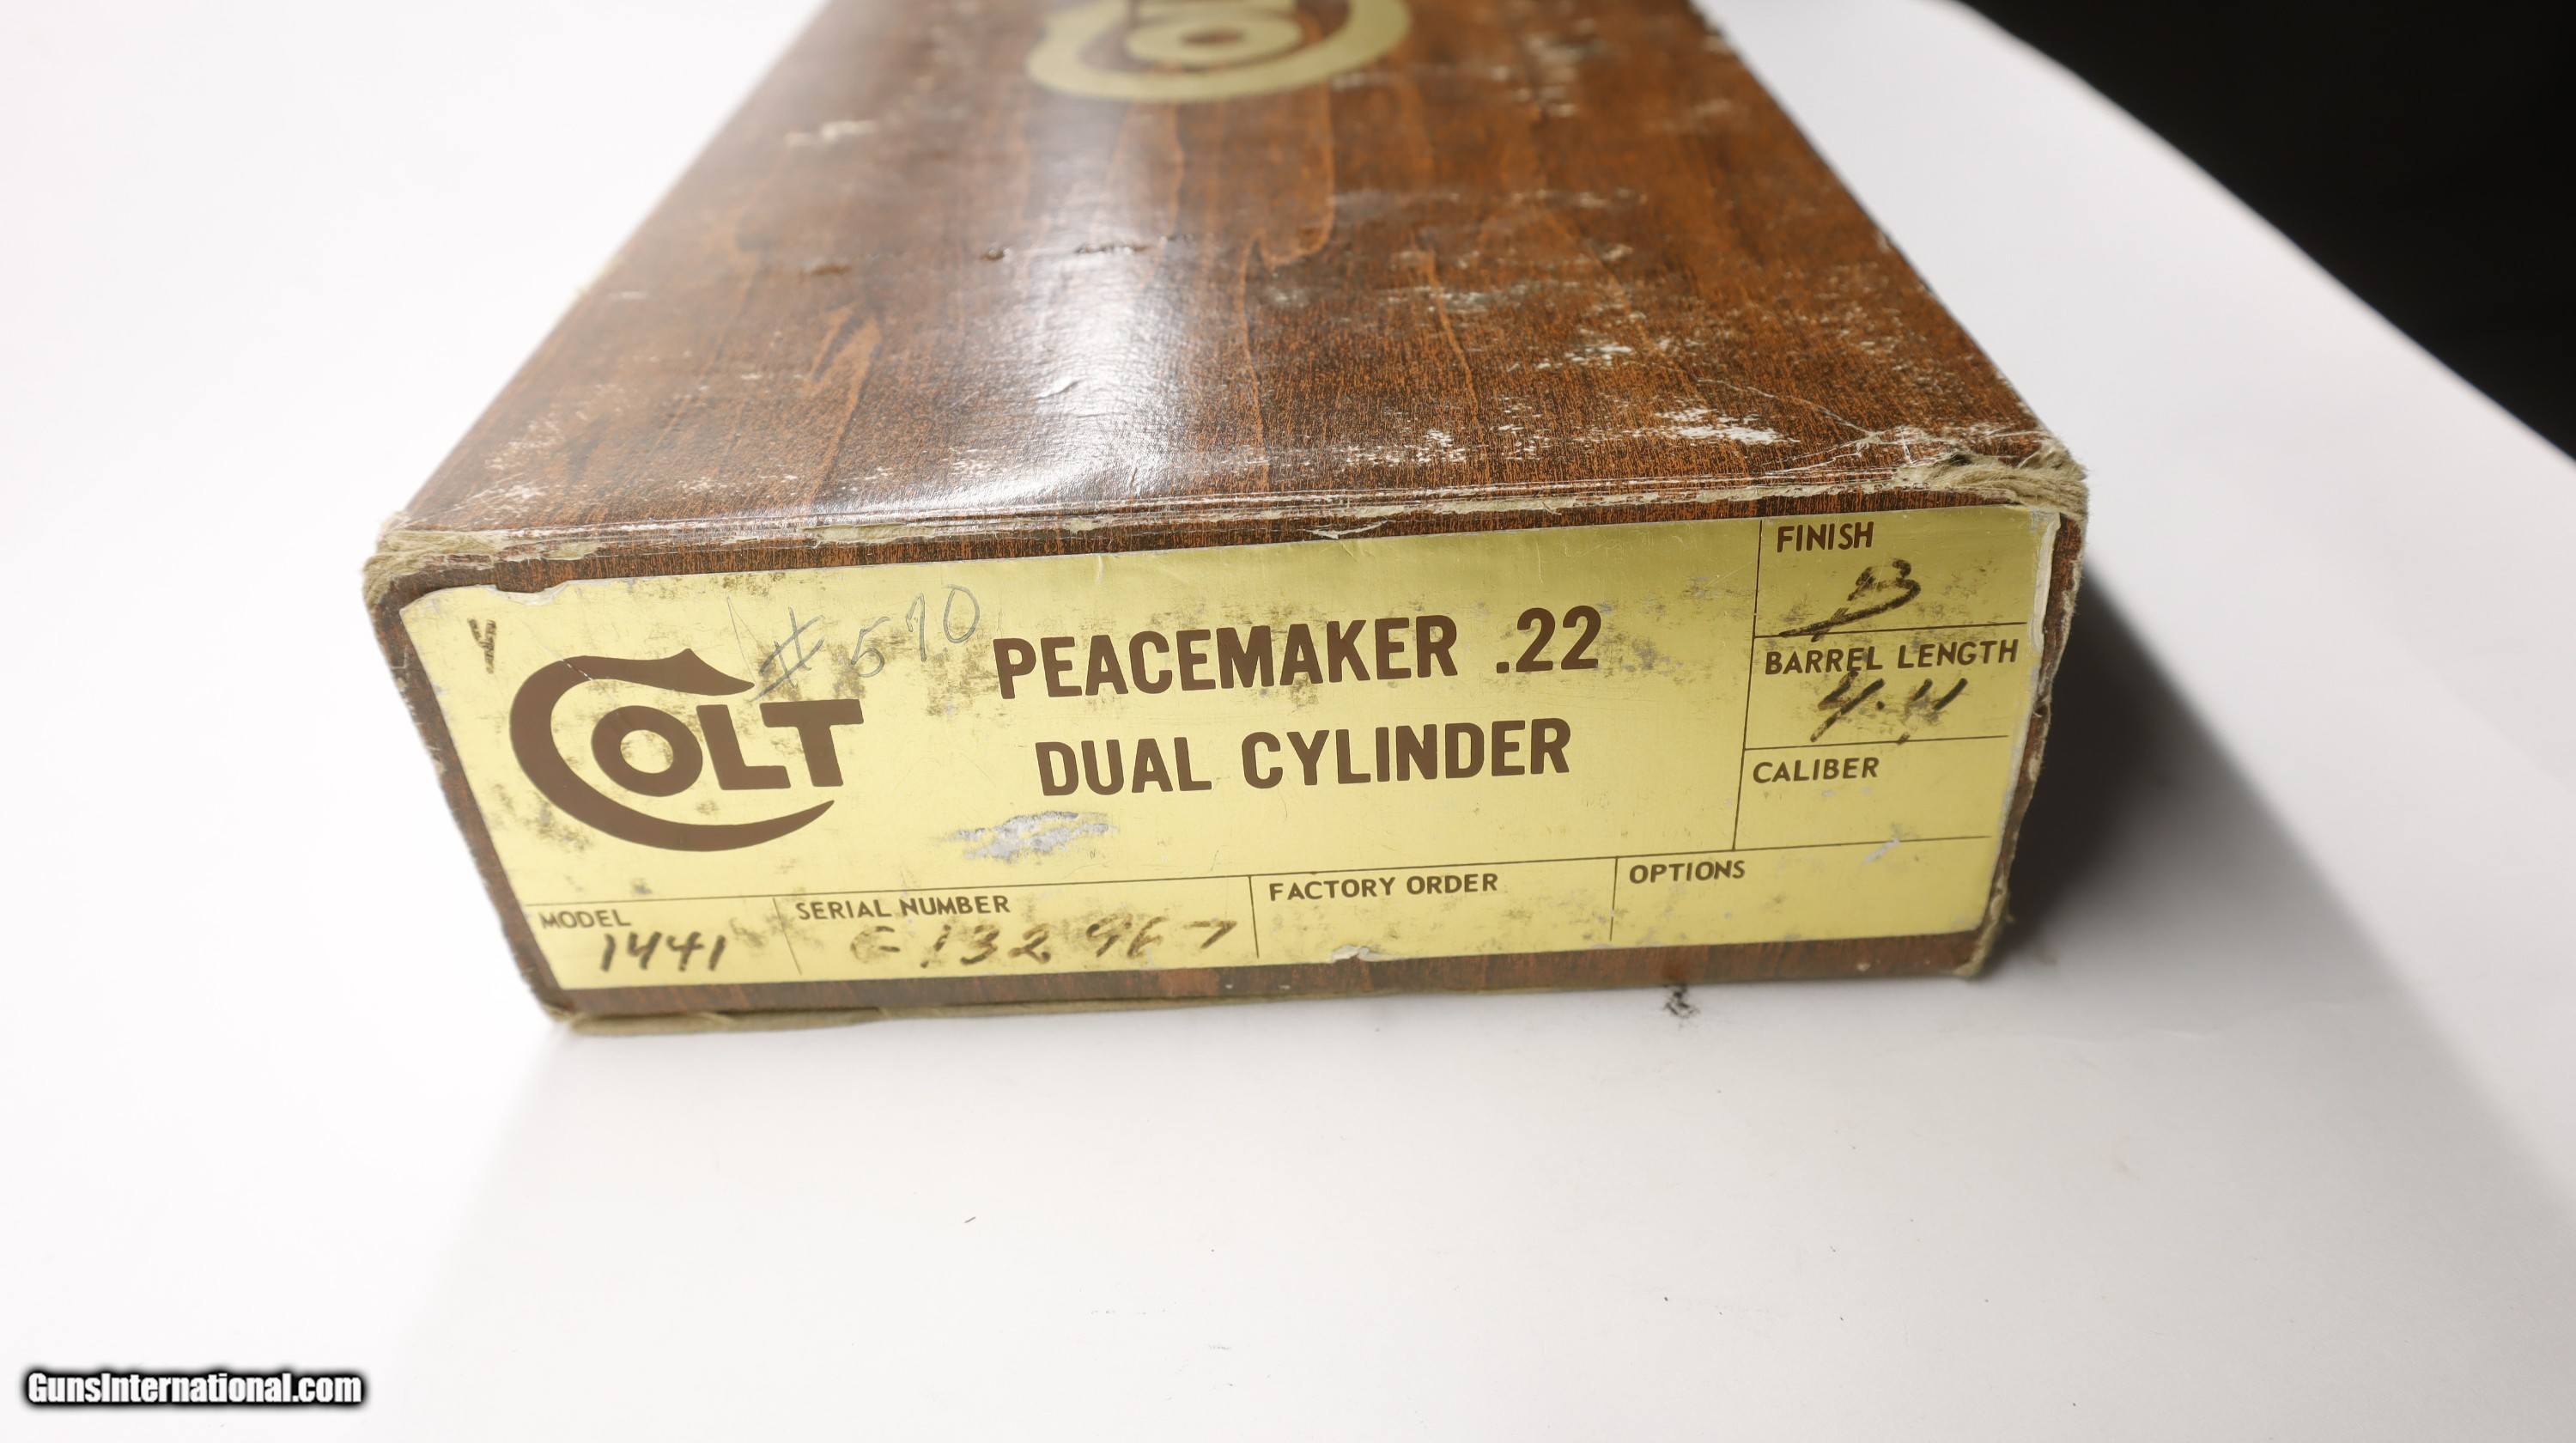 #570
COLT
PEACEMAKER .22
DUAL CYLINDER
FINISH
B
BARREL LENGTH
4.4
CALIBER
MODEL
1441
SERIAL NUMBER
G132967
FACTORY ORDER
OPTIONS
GunsInternational.com